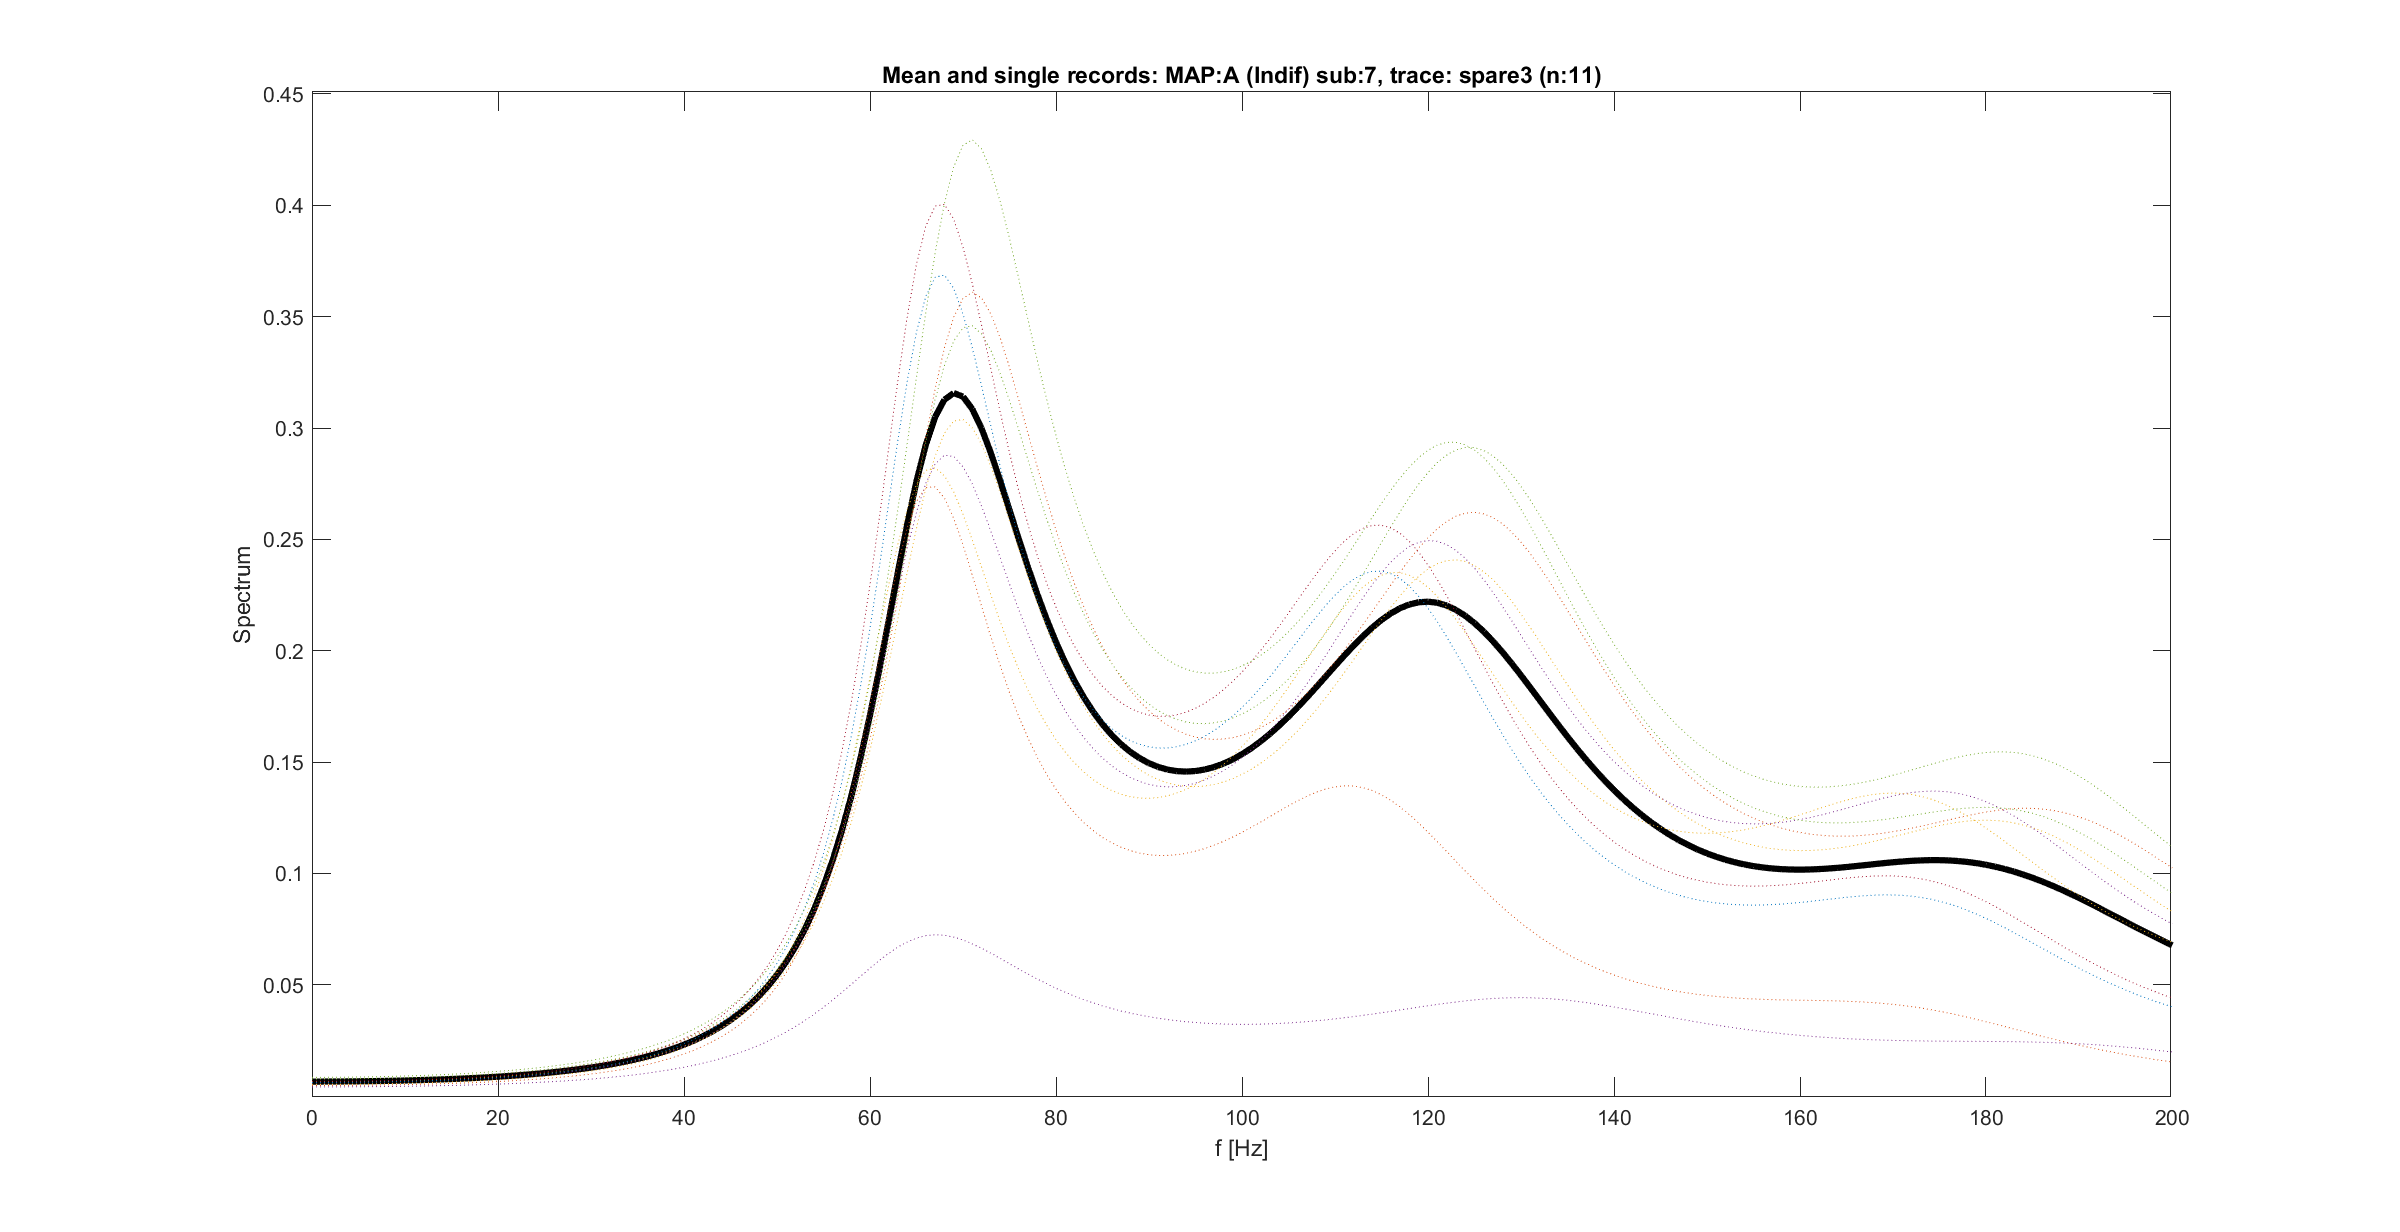 Mean and single records: MAP:A (Indif) sub:7, trace: spare3 (n:11)
0.45
0.4
0.35
0.3
0.25
0.2
0.15
0.1
0.05
Spectrum
0 20 40 60 80 100 120 140 160 180 200
f [Hz]